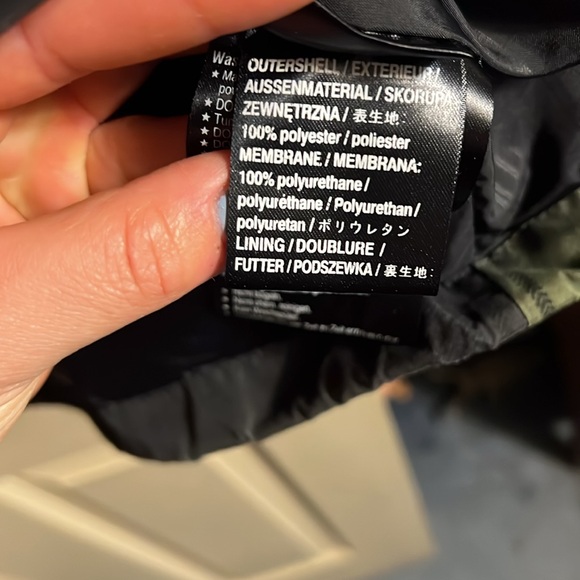 OUTERSHELL / EXTERIEUR /
AUSSENMATERIAL / SKORUPA
ZEWNĘTRZNA / 表生地:
100% polyester / poliester
MEMBRANE / MEMBRANA:
100% polyurethane /
polyuréthane / Polyurethan /
polyuretan / ポリウレタン
LINING / DOUBLURE /
FUTTER / PODSZEWKA / 裏生地: